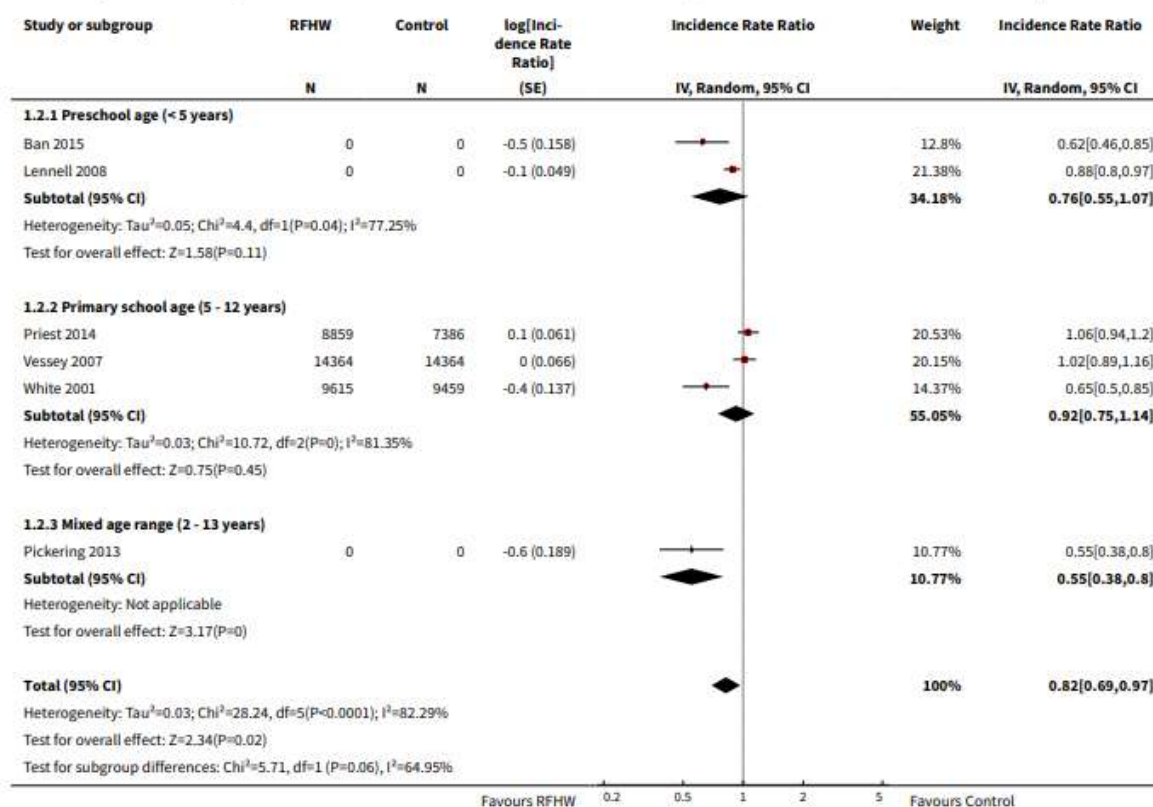 Study or subgroup RFHW Control log[Inci- Incidence Rate Ratio Weight Incidence Rate Ratio
dence Rate
Ratio]
N N (SE) IV, Random, 95% CI IV, Random, 95% CI
1.2.1 Preschool age (< 5 years)
Ban 2015 0 0 -0.5 (0.158) 12.8% 0.62[0.46,0.85]
Lennell 2008 0 0 -0.1 (0.049) 21.38% 0.88[0.8,0.97]
Subtotal (95% CI) 34.18% 0.76[0.55,1.07]
Heterogeneity: Tau²=0.05; Chi²=4.4, df=1(P=0.04); I²=77.25%
Test for overall effect: Z=1.58(P=0.11)
1.2.2 Primary school age (5 - 12 years)
Priest 2014 8859 7386 0.1 (0.061) 20.53% 1.06[0.94,1.2]
Vessey 2007 14364 14364 0 (0.066) 20.15% 1.02[0.89,1.16]
White 2001 9615 9459 -0.4 (0.137) 14.37% 0.65[0.5,0.85]
Subtotal (95% CI) 55.05% 0.92[0.75,1.14]
Heterogeneity: Tau²=0.03; Chi²=10.72, df=2(P=0); I²=81.35%
Test for overall effect: Z=0.75(P=0.45)
1.2.3 Mixed age range (2 - 13 years)
Pickering 2013 0 0 -0.6 (0.189) 10.77% 0.55[0.38,0.8]
Subtotal (95% CI) 10.77% 0.55[0.38,0.8]
Heterogeneity: Not applicable
Test for overall effect: Z=3.17(P=0)
Total (95% CI) 100% 0.82[0.69,0.97]
Heterogeneity: Tau²=0.03; Chi²=28.24, df=5(P<0.0001); I²=82.29%
Test for overall effect: Z=2.34(P=0.02)
Test for subgroup differences: Chi²=5.71, df=1 (P=0.06), I²=64.95%
Favours RFHW 0.2 0.5 1 2 5 Favours Control